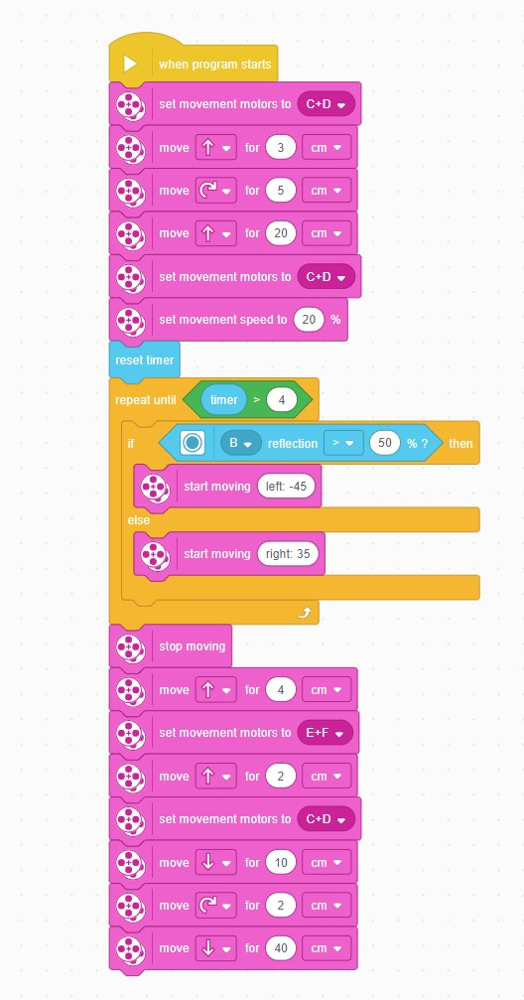 when program starts
set movement motors to C+D
move for 3 cm
move for 5 cm
move for 20 cm
set movement motors to C+D
set movement speed to 20 %
reset timer
repeat until timer > 4
if B reflection > 50 % ? then
start moving left: -45
else
start moving right: 35
stop moving
move for 4 cm
set movement motors to E+F
move for 2 cm
set movement motors to C+D
move for 10 cm
move for 2 cm
move for 40 cm